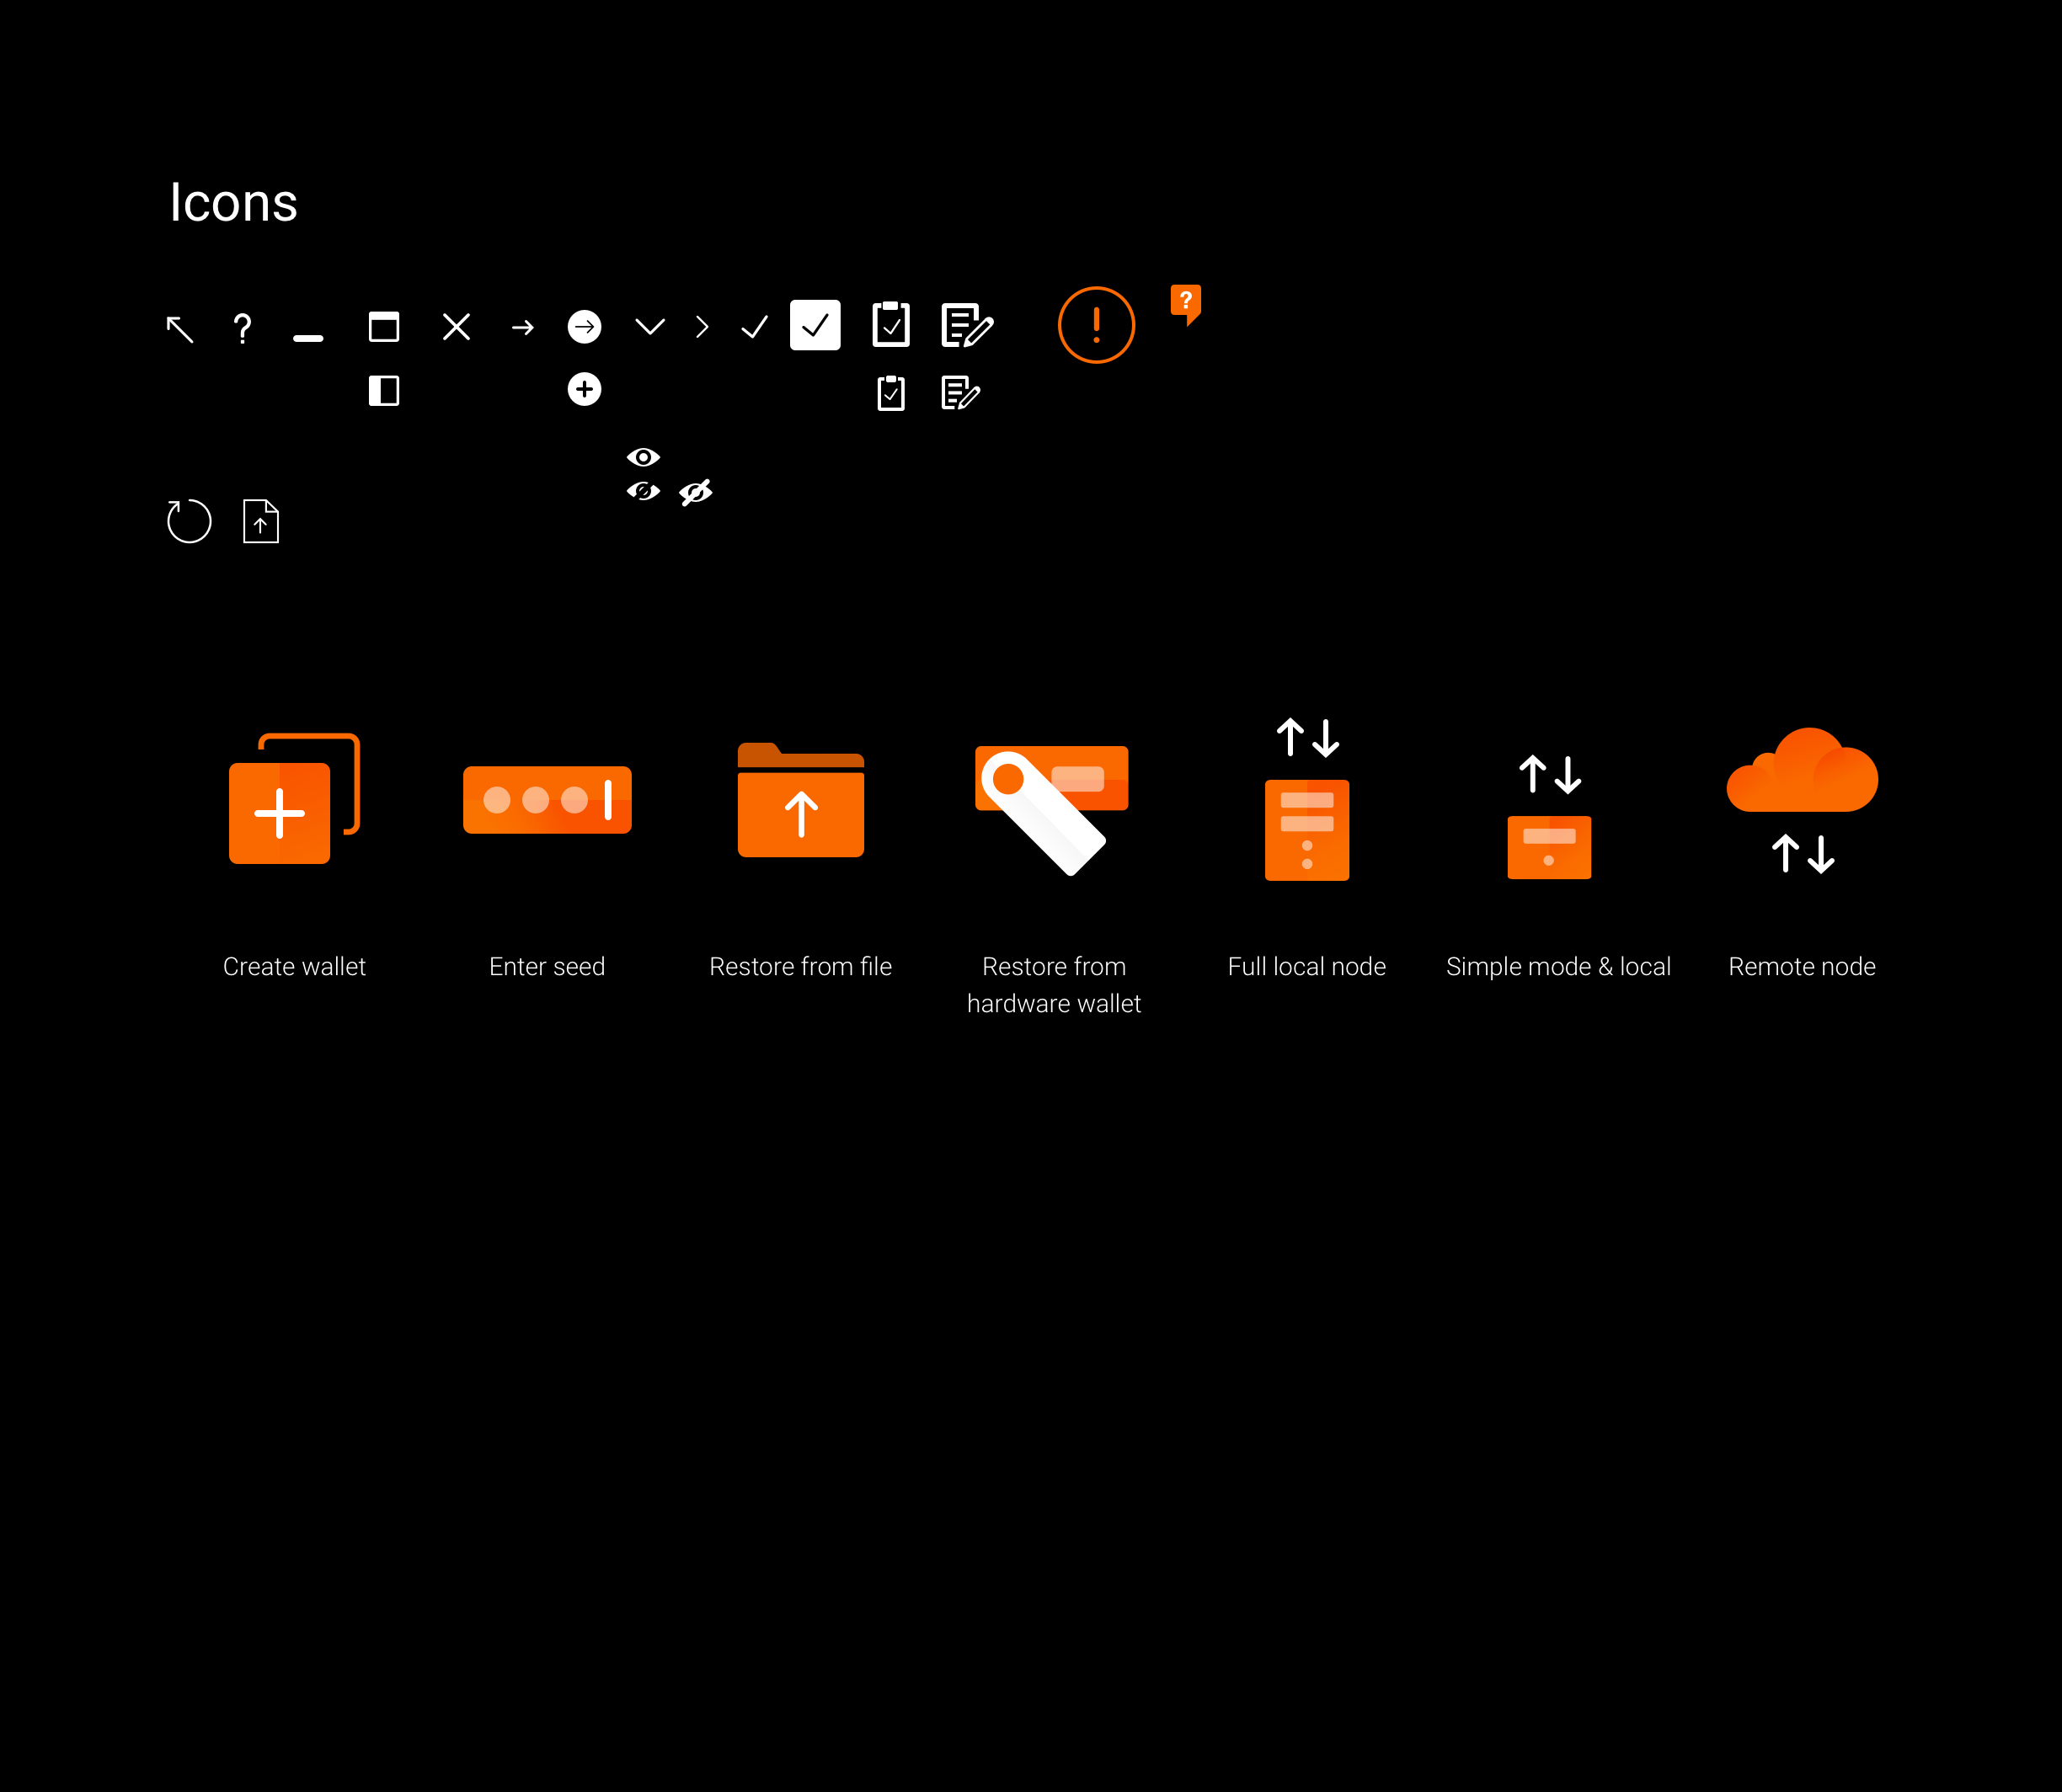 Icons
?
?
Create wallet
Enter seed
Restore from file
Restore from
hardware wallet
Full local node
Simple mode & local
Remote node